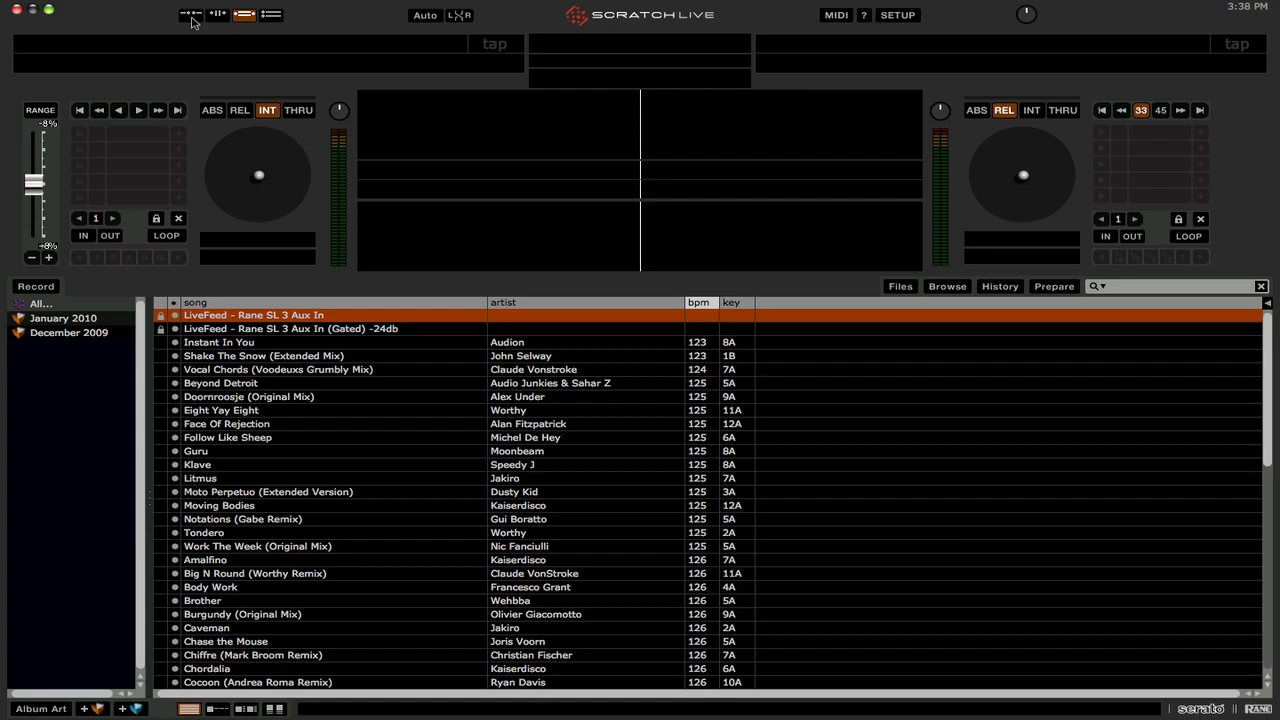 3:38 PM
Auto
LXR
SCRATCHLIVE
MIDI
?
SETUP
tap
tap
RANGE
-8%
+8%
ABS
REL
INT
THRU
1
IN
OUT
LOOP
ABS
REL
INT
THRU
33
45
1
IN
OUT
LOOP
Record
Files
Browse
History
Prepare
All...
January 2010
December 2009
song artist bpm key
LiveFeed - Rane SL 3 Aux In
LiveFeed - Rane SL 3 Aux In (Gated) -24db
Instant In You Audion 123 8A
Shake The Snow (Extended Mix) John Selway 123 1B
Vocal Chords (Voodeuxs Grumbly Mix) Claude Vonstroke 124 7A
Beyond Detroit Audio Junkies & Sahar Z 125 5A
Doornroosje (Original Mix) Alex Under 125 9A
Eight Yay Eight Worthy 125 11A
Face Of Rejection Alan Fitzpatrick 125 12A
Follow Like Sheep Michel De Hey 125 6A
Guru Moonbeam 125 8A
Klave Speedy J 125 8A
Litmus Jakiro 125 7A
Moto Perpetuo (Extended Version) Dusty Kid 125 3A
Moving Bodies Kaiserdisco 125 12A
Notations (Gabe Remix) Gui Boratto 125 5A
Tondero Worthy 125 2A
Work The Week (Original Mix) Nic Fanciulli 125 5A
Amalfino Kaiserdisco 126 7A
Big N Round (Worthy Remix) Claude VonStroke 126 11A
Body Work Francesco Grant 126 4A
Brother Wehbba 126 5A
Burgundy (Original Mix) Olivier Giacomotto 126 9A
Caveman Jakiro 126 2A
Chase the Mouse Joris Voorn 126 5A
Chiffre (Mark Broom Remix) Christian Fischer 126 7A
Chordalia Kaiserdisco 126 6A
Cocoon (Andrea Roma Remix) Ryan Davis 126 10A
Album Art
serato
RANE